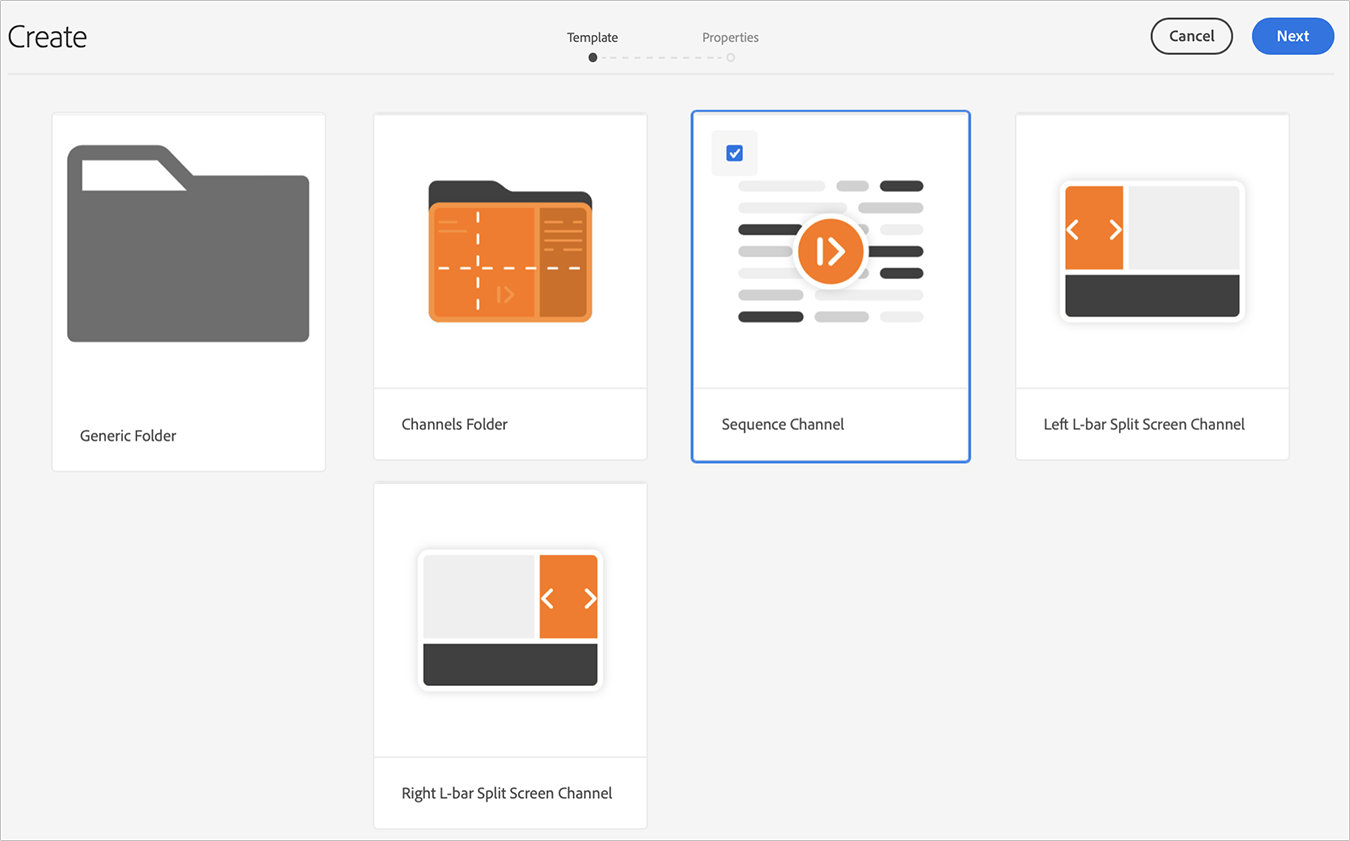 Create
Template
Properties
Cancel
Next
Generic Folder
Channels Folder
Sequence Channel
Left L-bar Split Screen Channel
Right L-bar Split Screen Channel